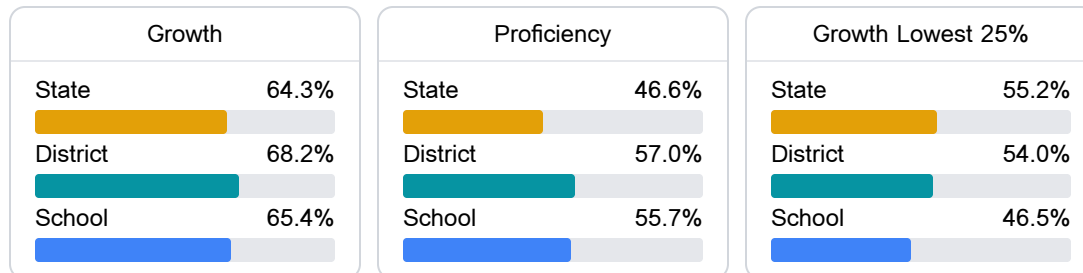 Growth
State 64.3%
District 68.2%
School 65.4%
Proficiency
State 46.6%
District 57.0%
School 55.7%
Growth Lowest 25%
State 55.2%
District 54.0%
School 46.5%